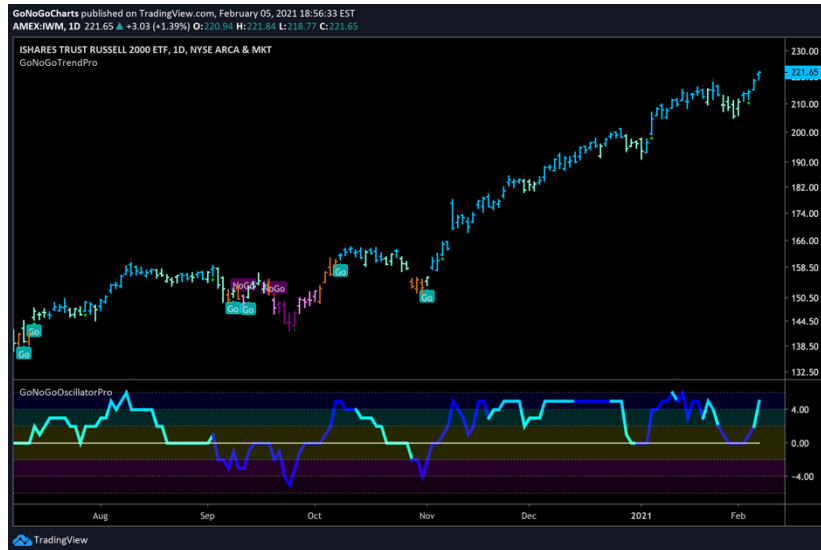 GoNoGoCharts published on TradingView.com, February 05, 2021 18:56:33 EST
AMEX:IWM, 1D 221.65 ▲ +3.03 (+1.39%) O:220.94 H:221.84 L:218.77 C:221.65
ISHARES TRUST RUSSELL 2000 ETF, 1D, NYSE ARCA & MKT
GoNoGoTrendPro
230.00
221.65
210.00
200.00
190.00
182.00
174.00
166.00
158.50
150.50
144.50
138.50
132.50
Go
Go
NoGo
NoGo
Go
Go
Go
Go
GoNoGoOscillatorPro
4.00
0.00
−4.00
Aug Sep Oct Nov Dec 2021 Feb
TradingView